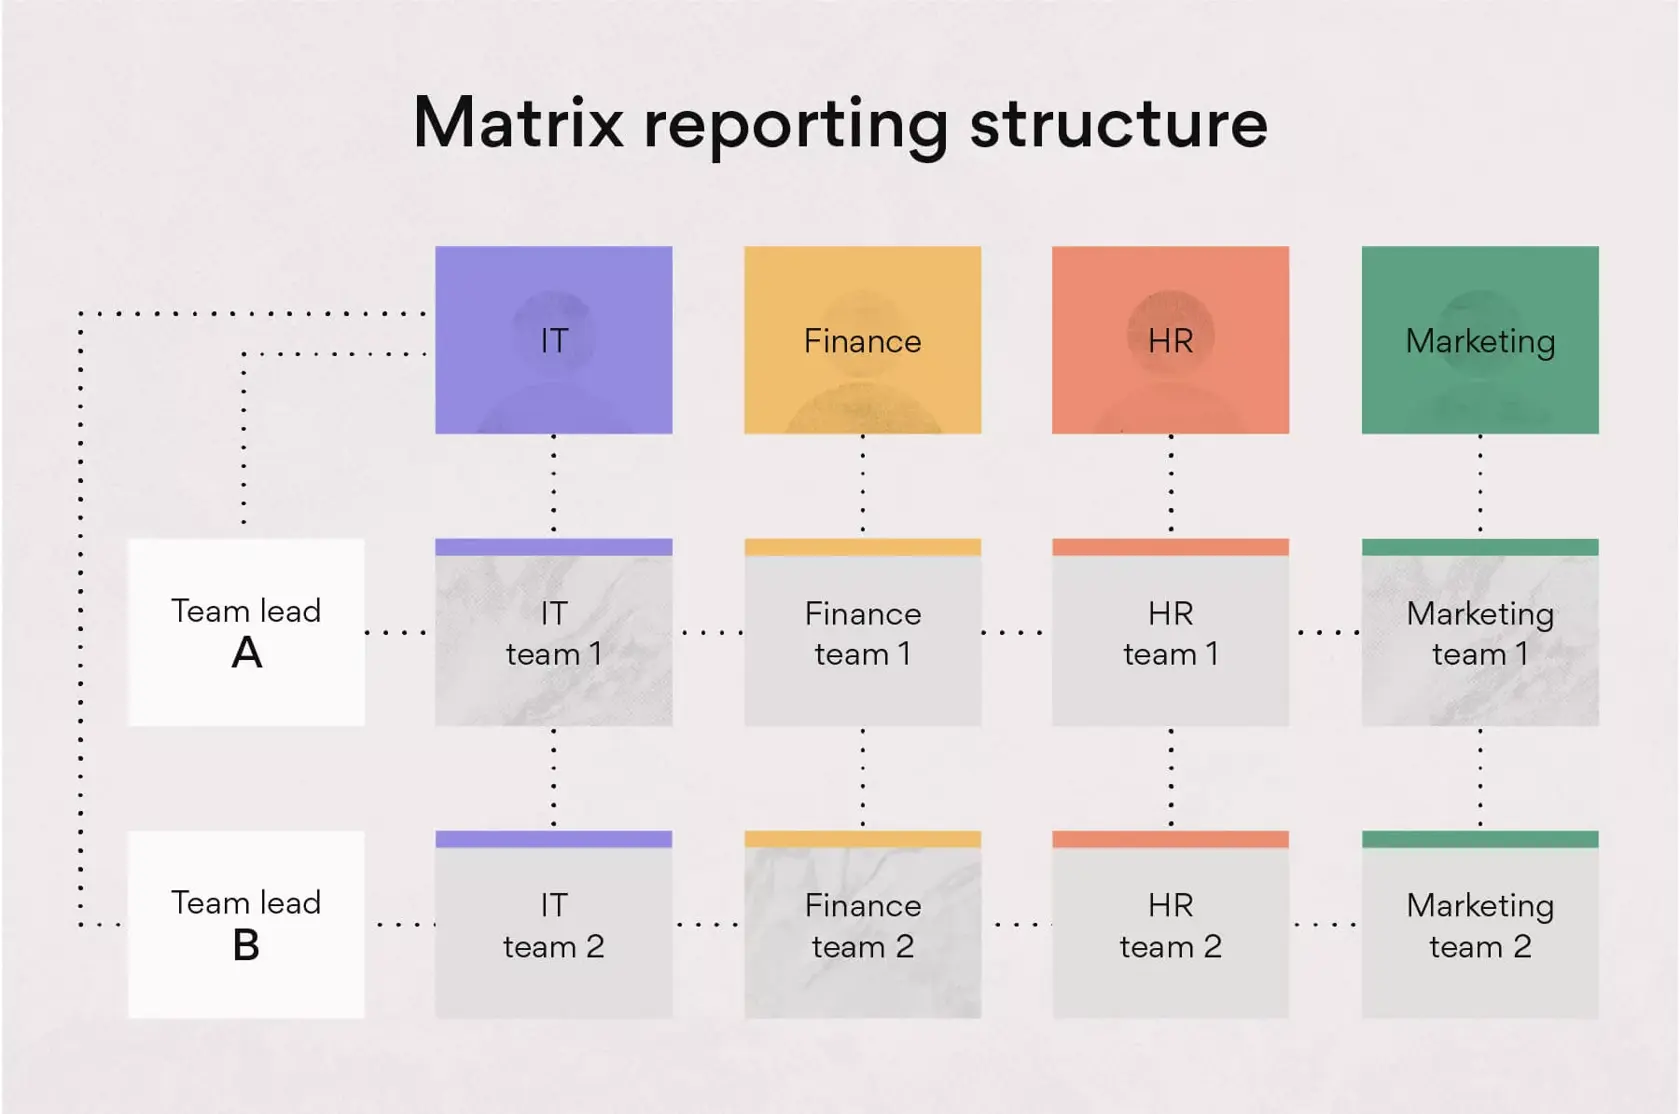 Matrix reporting structure
IT
Finance
HR
Marketing
Team lead
A
IT
team 1
Finance
team 1
HR
team 1
Marketing
team 1
Team lead
B
IT
team 2
Finance
team 2
HR
team 2
Marketing
team 2